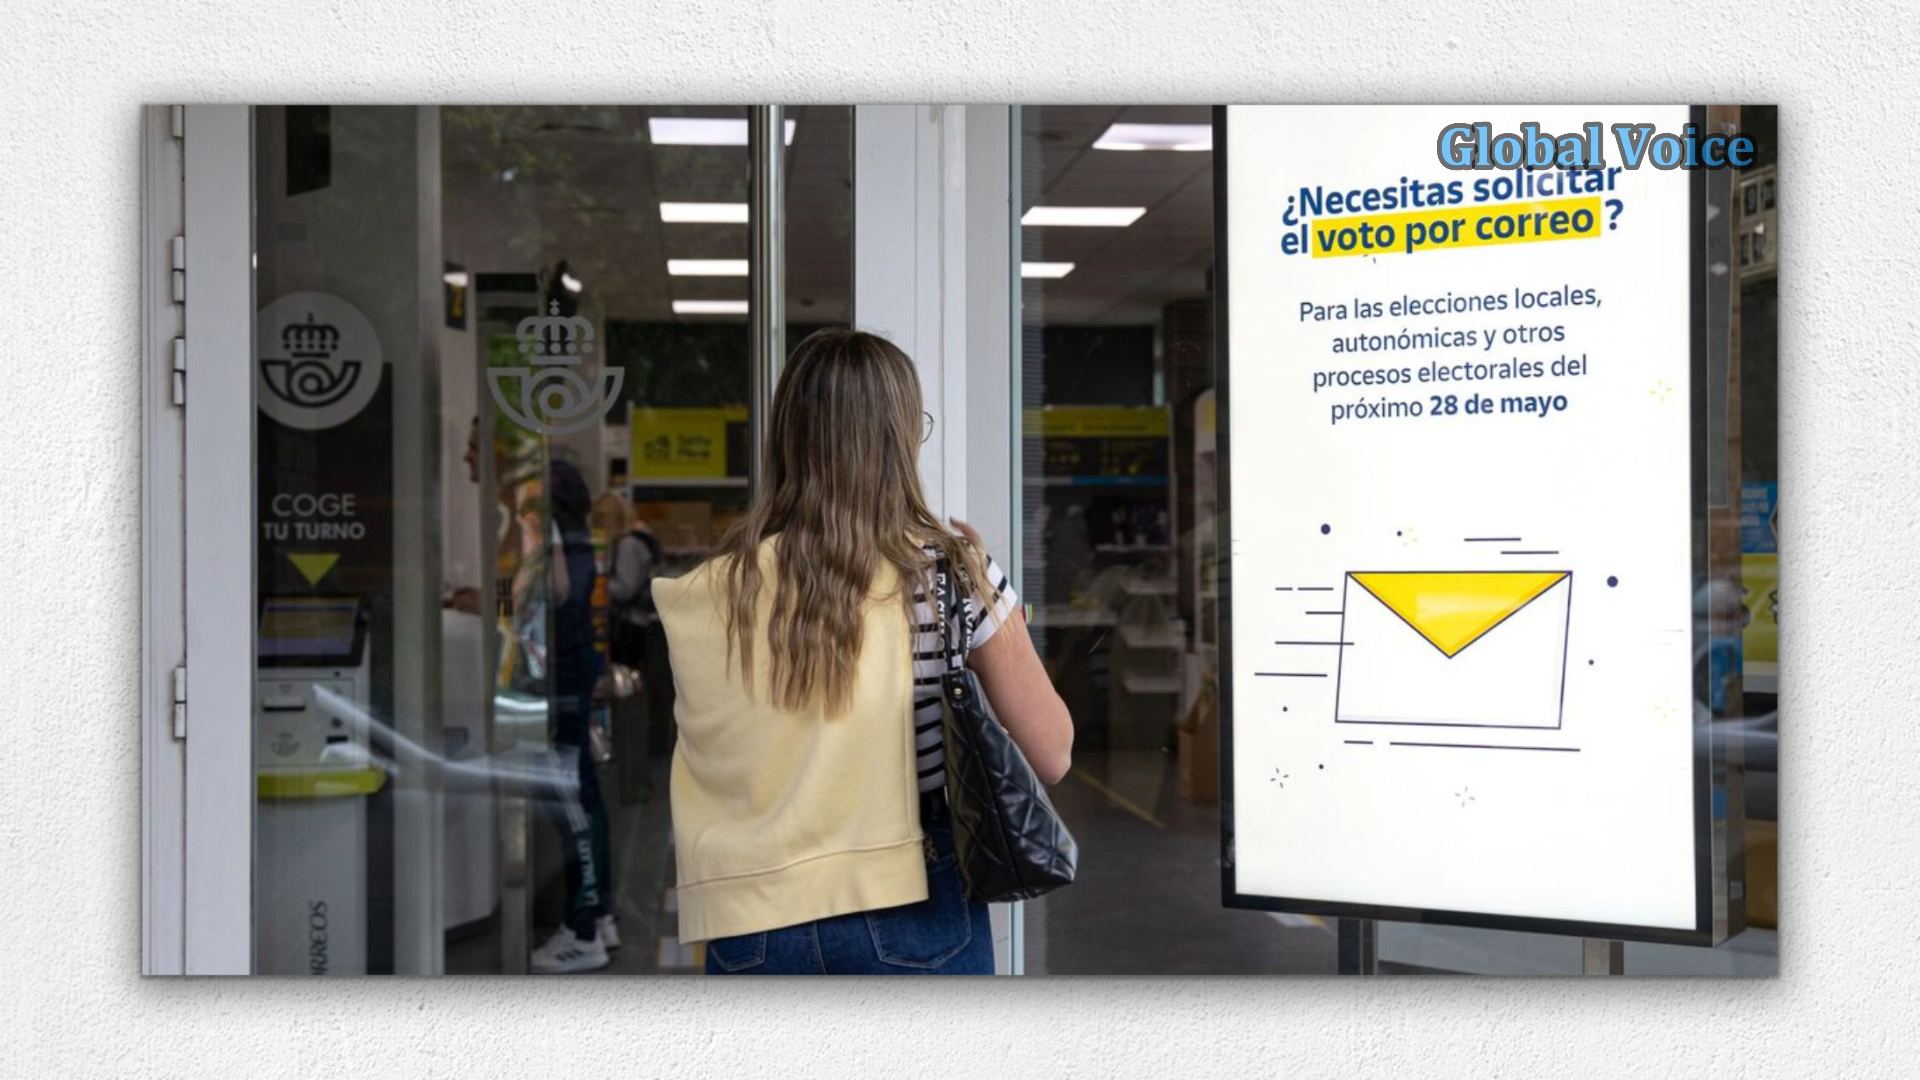 Global Voice
¿Necesitas solicitar
el voto por correo ?
Para las elecciones locales,
autonómicas y otros
procesos electorales del
próximo 28 de mayo
COGE
TU TURNO